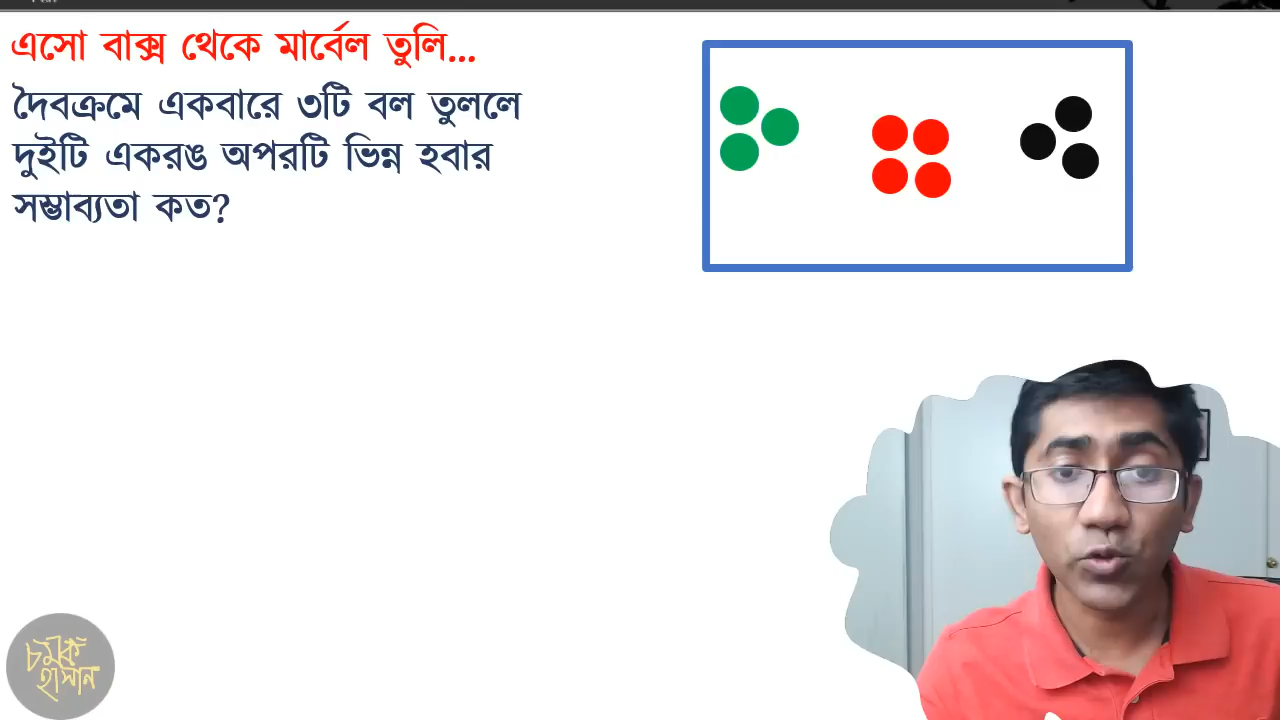 এসো বাক্স থেকে মার্বেল তুলি...
দৈবক্রমে একবারে ৩টি বল তুললে
দুইটি একরঙ অপরটি ভিন্ন হবার
সম্ভাব্যতা কত?
চমক
হাসান